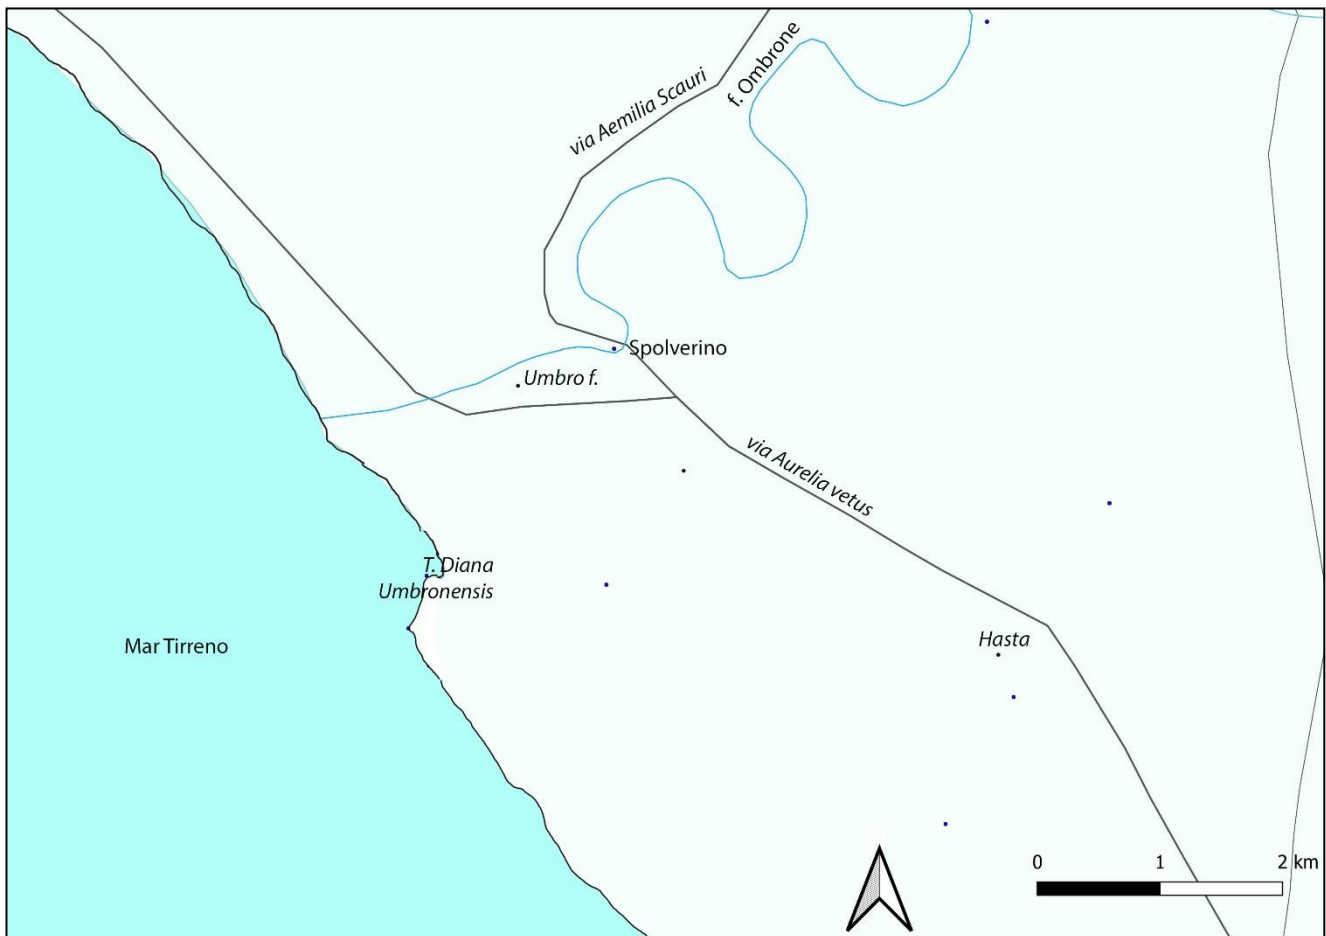 f. Ombrone
via Aemilia Scauri
Spolverino
Umbro f.
via Aurelia vetus
T. Diana
Umbronensis
Hasta
Mar Tirreno
0 1 2 km